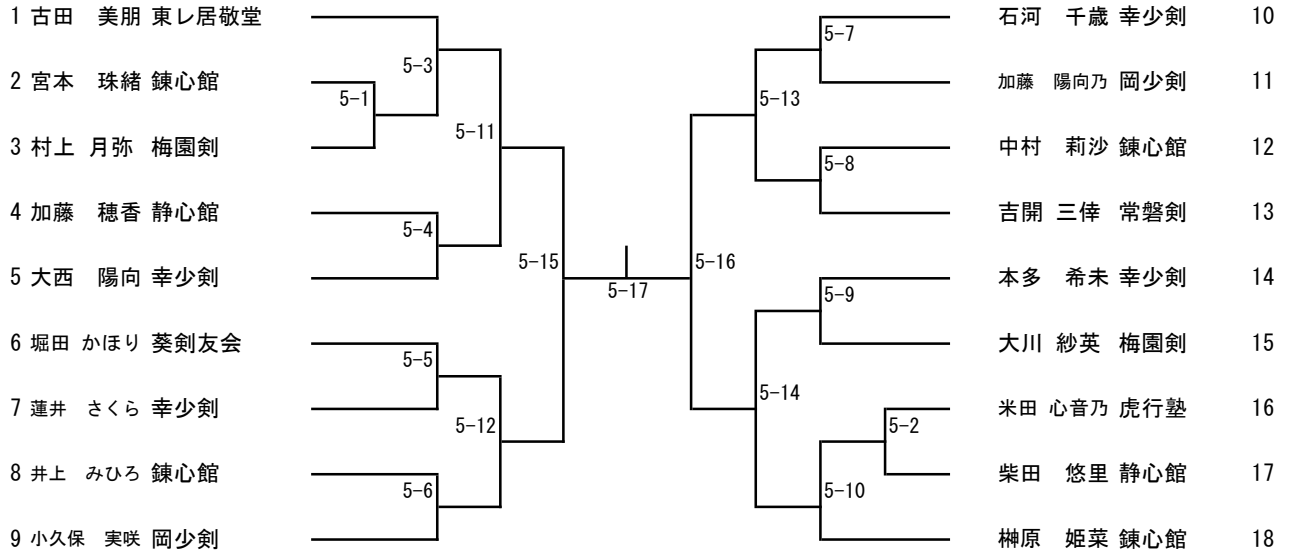 1 古田　美朋 東レ居敬堂
2 宮本　珠緒 錬心館
3 村上 月弥 梅園剣
4 加藤　穂香 静心館
5 大西　陽向 幸少剣
6 堀田 かほり 葵剣友会
7 蓮井　さくら 幸少剣
8 井上　みひろ 錬心館
9 小久保　実咲 岡少剣
5-1
5-3
5-4
5-5
5-6
5-11
5-12
5-15
5-17
5-16
5-13
5-14
5-7
5-8
5-9
5-10
5-2
石河　千歳 幸少剣 10
加藤　陽向乃 岡少剣 11
中村　莉沙 錬心館 12
吉開 三倖 常磐剣 13
本多　希未 幸少剣 14
大川 紗英 梅園剣 15
米田 心音乃 虎行塾 16
柴田　悠里 静心館 17
榊原　姫菜 錬心館 18